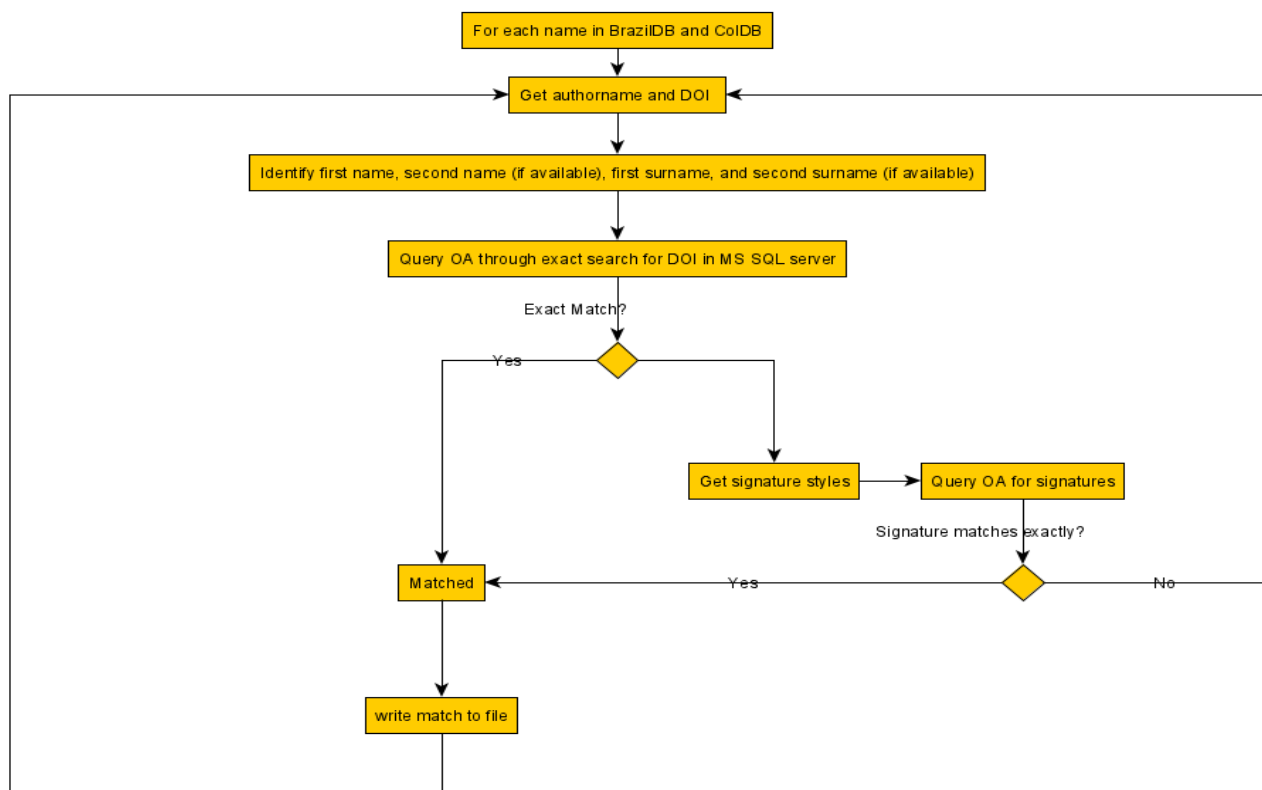 For each name in BrazilDB and ColDB
Get authorname and DOI
Identify first name, second name (if available), first surname, and second surname (if available)
Query OA through exact search for DOI in MS SQL server
Exact Match?
Yes
Get signature styles
Query OA for signatures
Signature matches exactly?
Matched
Yes
No
write match to file